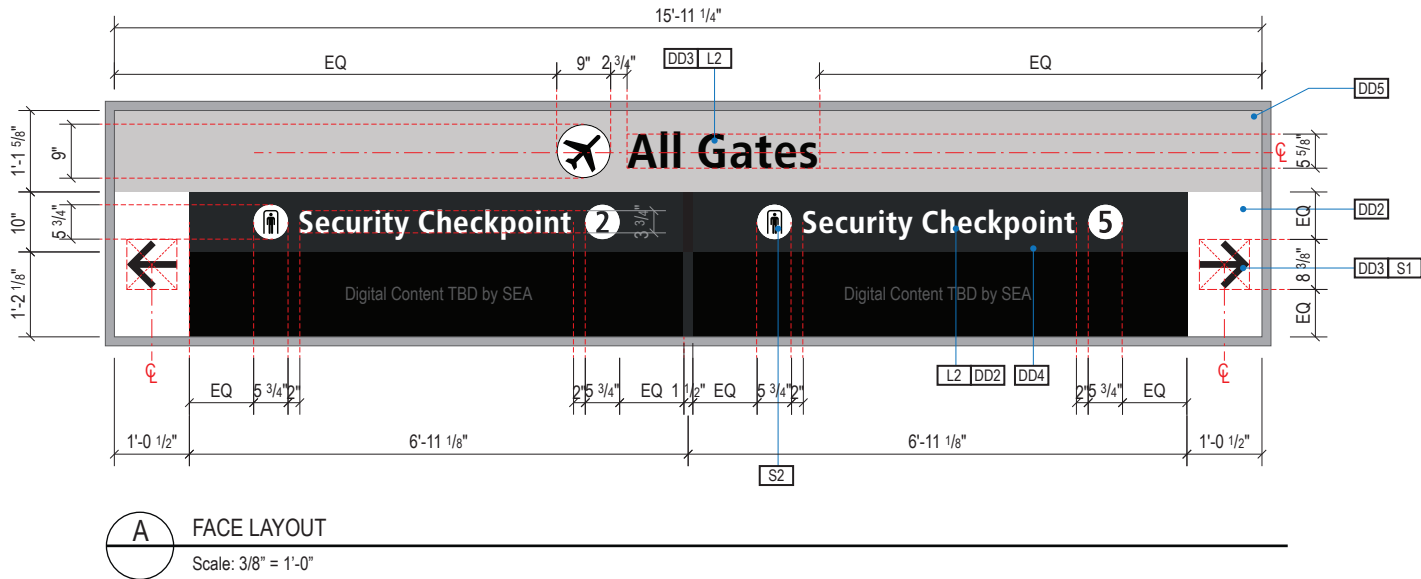 15'-11 1/4"
EQ 9" 2 3/4" EQ
DD3 L2
DD5
1'-1 5/8"
9"
All Gates
5 5/8"
CL
10"
5 3/4"
Security Checkpoint 2
3 3/4"
Security Checkpoint 5
EQ
DD2
8 3/8"
DD3 S1
1'-2 1/8"
Digital Content TBD by SEA
Digital Content TBD by SEA
EQ
CL
CL
L2 DD2 DD4
EQ 5 3/4" 2" 2" 5 3/4" EQ 1 1/2" EQ 5 3/4" 2" 2" 5 3/4" EQ
1'-0 1/2" 6'-11 1/8" 6'-11 1/8" 1'-0 1/2"
S2
A FACE LAYOUT
Scale: 3/8" = 1'-0"